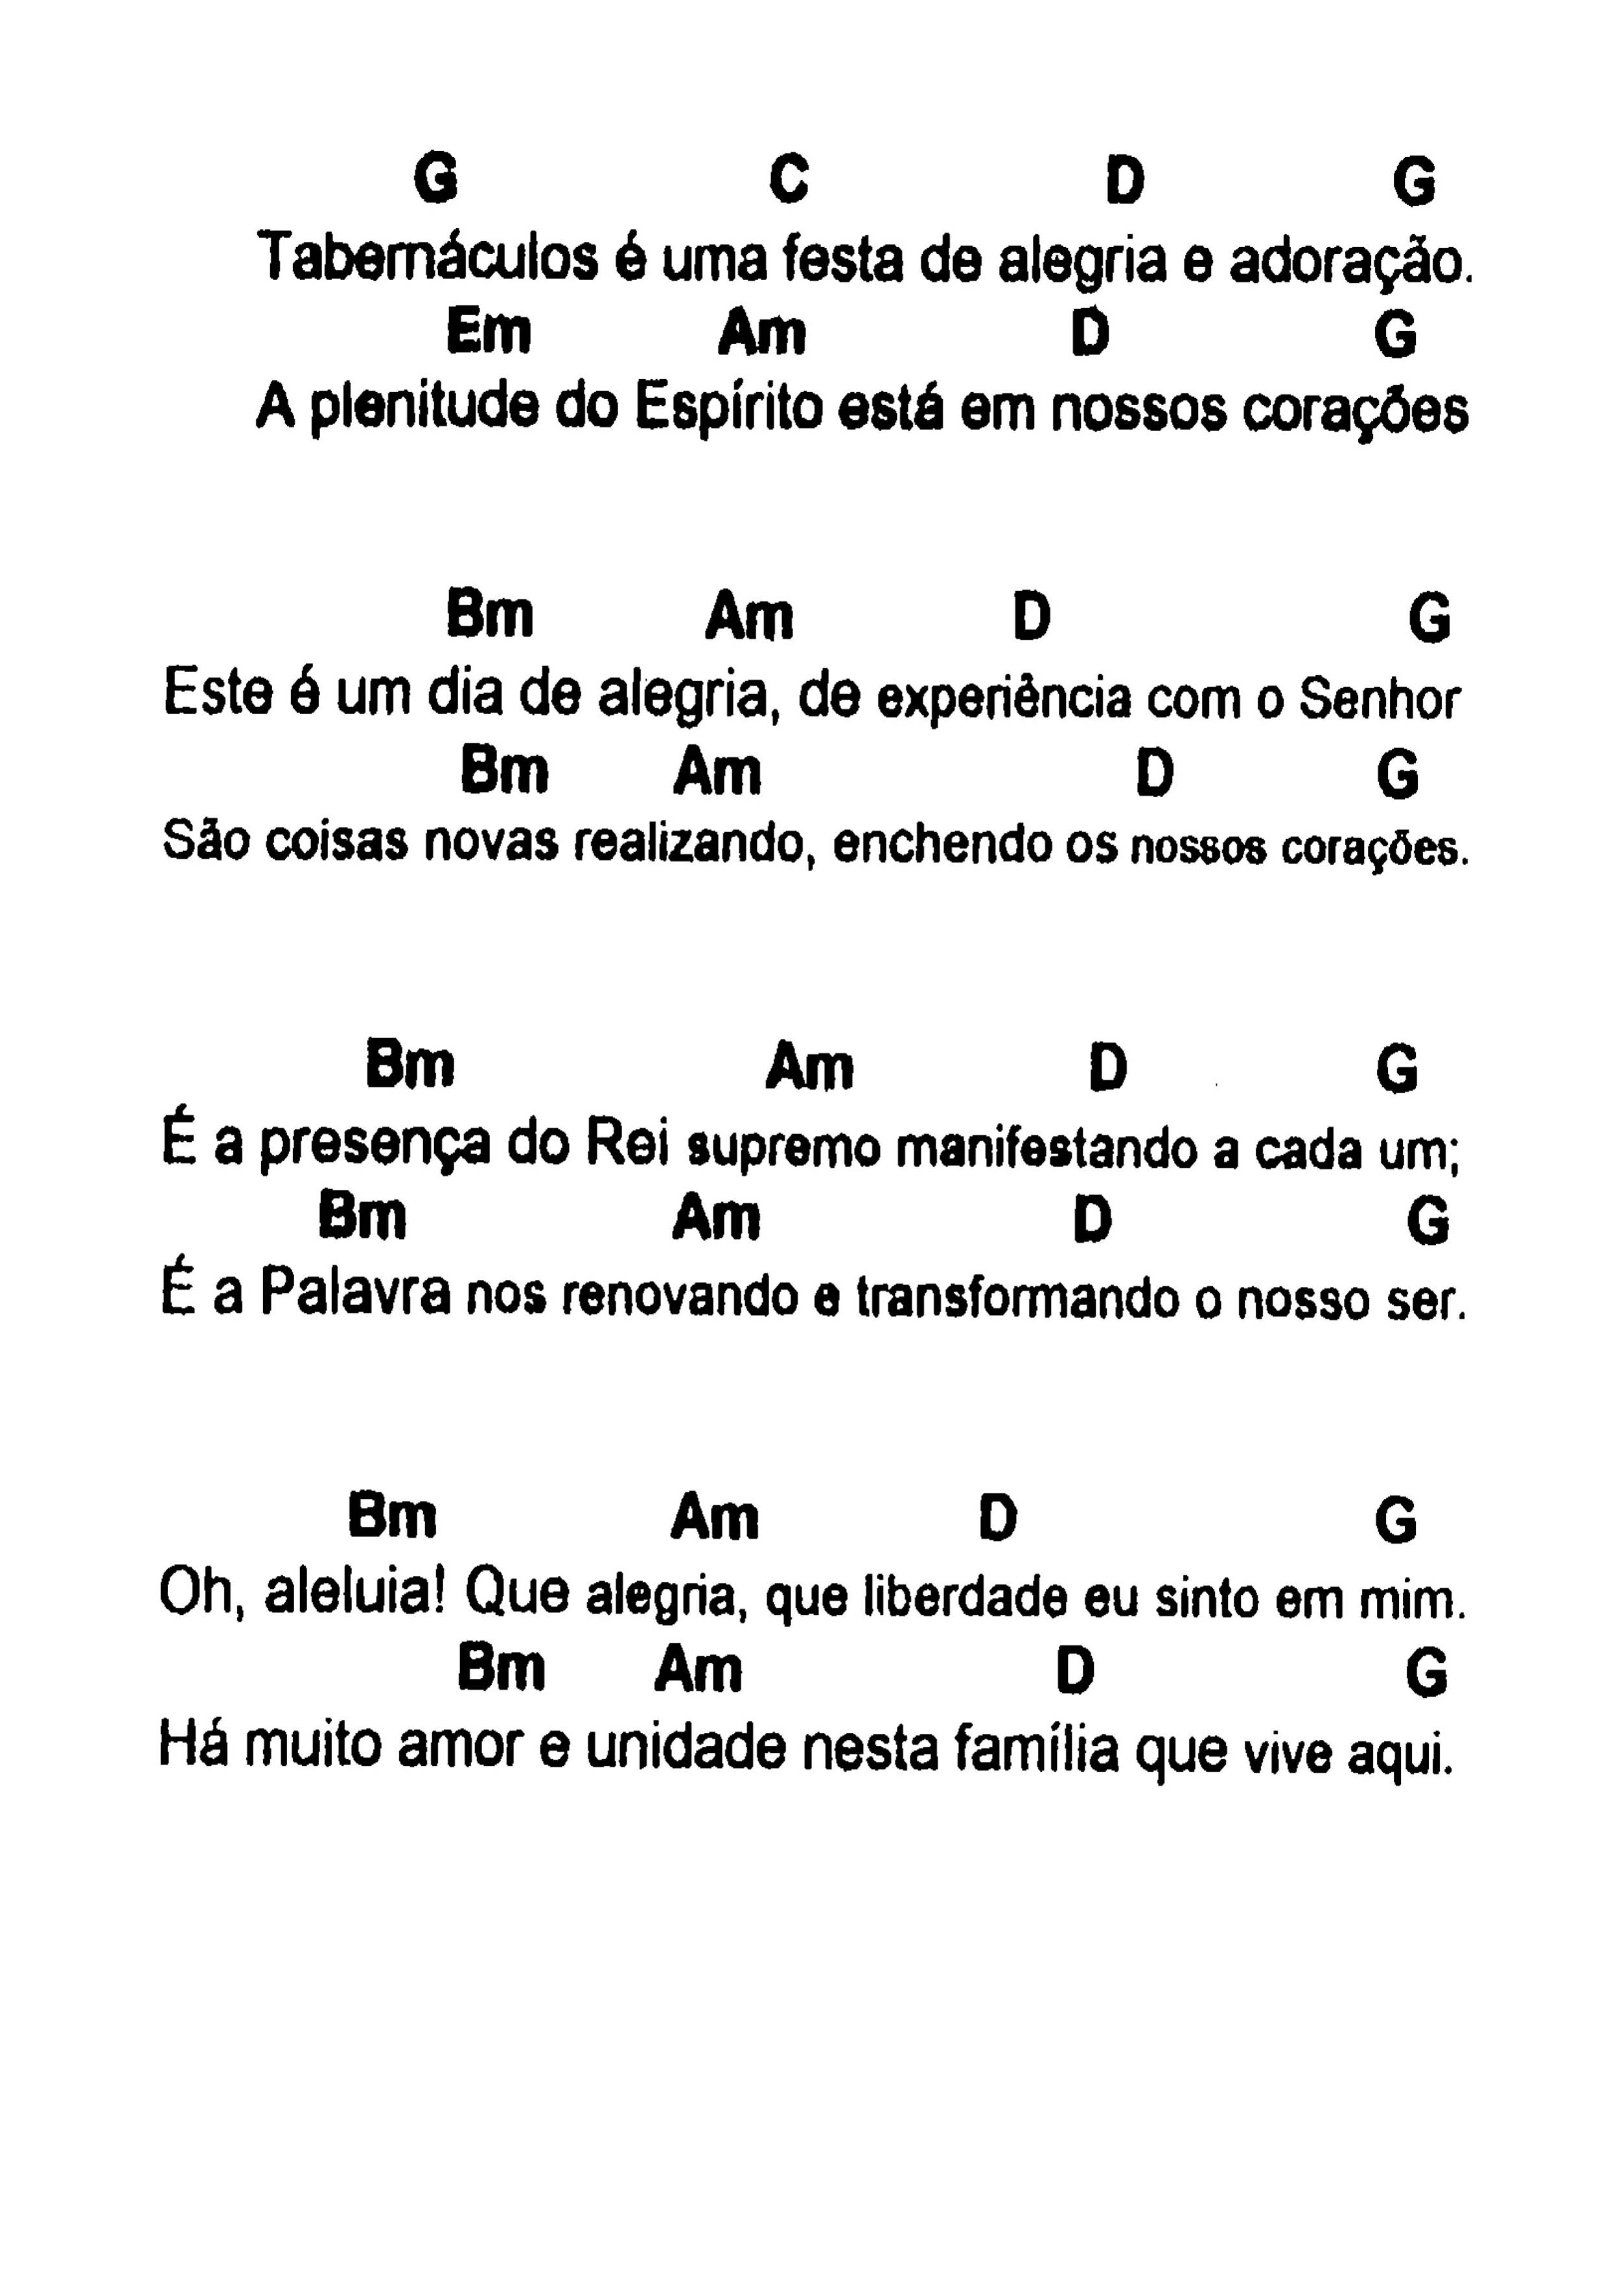 G C D G
Tabernáculos é uma festa de alegria e adoração.
Em Am D G
A plenitude do Espírito está em nossos corações
Bm Am D G
Este é um dia de alegria, de experiência com o Senhor
Bm Am D G
São coisas novas realizando, enchendo os nossos corações.
Bm Am D G
É a presença do Rei supremo manifestando a cada um;
Bm Am D G
É a Palavra nos renovando e transformando o nosso ser.
Bm Am D G
Oh, aleluia! Que alegria, que liberdade eu sinto em mim.
Bm Am D G
Há muito amor e unidade nesta família que vive aqui.